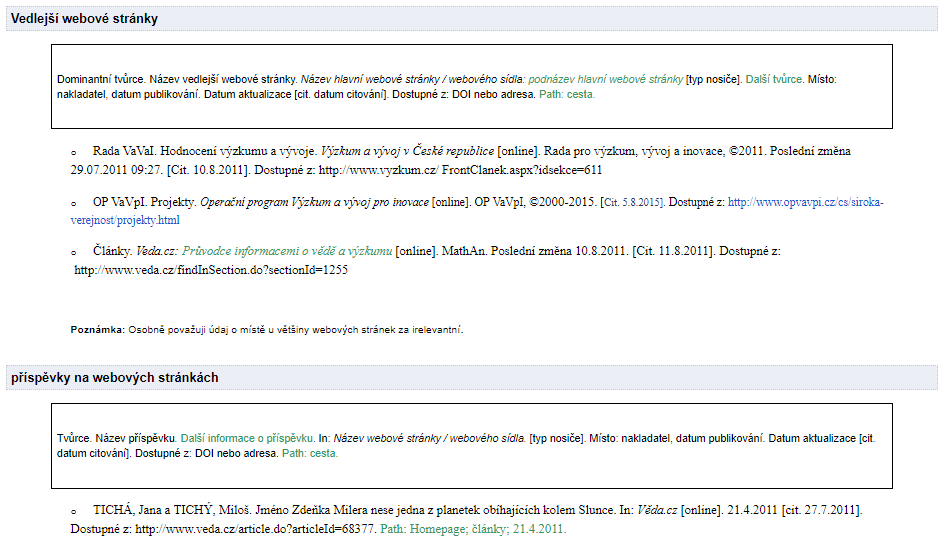 Vedlejší webové stránky
Dominantní tvůrce. Název vedlejší webové stránky. Název hlavní webové stránky / webového sídla: podnázev hlavní webové stránky [typ nosiče]. Další tvůrce. Místo:
nakladatel, datum publikování. Datum aktualizace [cit. datum citování]. Dostupné z: DOI nebo adresa. Path: cesta.
o Rada VaVaI. Hodnocení výzkumu a vývoje. Výzkum a vývoj v České republice [online]. Rada pro výzkum, vývoj a inovace, ©2011. Poslední změna
29.07.2011 09:27. [Cit. 10.8.2011]. Dostupné z: http://www.vyzkum.cz/ FrontClanek.aspx?idsekce=611
o OP VaVpI. Projekty. Operační program Výzkum a vývoj pro inovace [online]. OP VaVpI, ©2000-2015. [Cit. 5.8.2015]. Dostupné z: http://www.opvavpi.cz/cs/siroka-
verejnost/projekty.html
o Články. Veda.cz: Průvodce informacemi o vědě a výzkumu [online]. MathAn. Poslední změna 10.8.2011. [Cit. 11.8.2011]. Dostupné z:
http://www.veda.cz/findInSection.do?sectionId=1255
Poznámka: Osobně považuji údaj o místě u většiny webových stránek za irelevantní.
příspěvky na webových stránkách
Tvůrce. Název příspěvku. Další informace o příspěvku. In: Název webové stránky / webového sídla. [typ nosiče]. Místo: nakladatel, datum publikování. Datum aktualizace [cit.
datum citování]. Dostupné z: DOI nebo adresa. Path: cesta.
o TICHÁ, Jana a TICHÝ, Miloš. Jméno Zdeňka Milera nese jedna z planetek obíhajících kolem Slunce. In: Věda.cz [online]. 21.4.2011 [cit. 27.7.2011].
Dostupné z: http://www.veda.cz/article.do?articleId=68377. Path: Homepage; články; 21.4.2011.